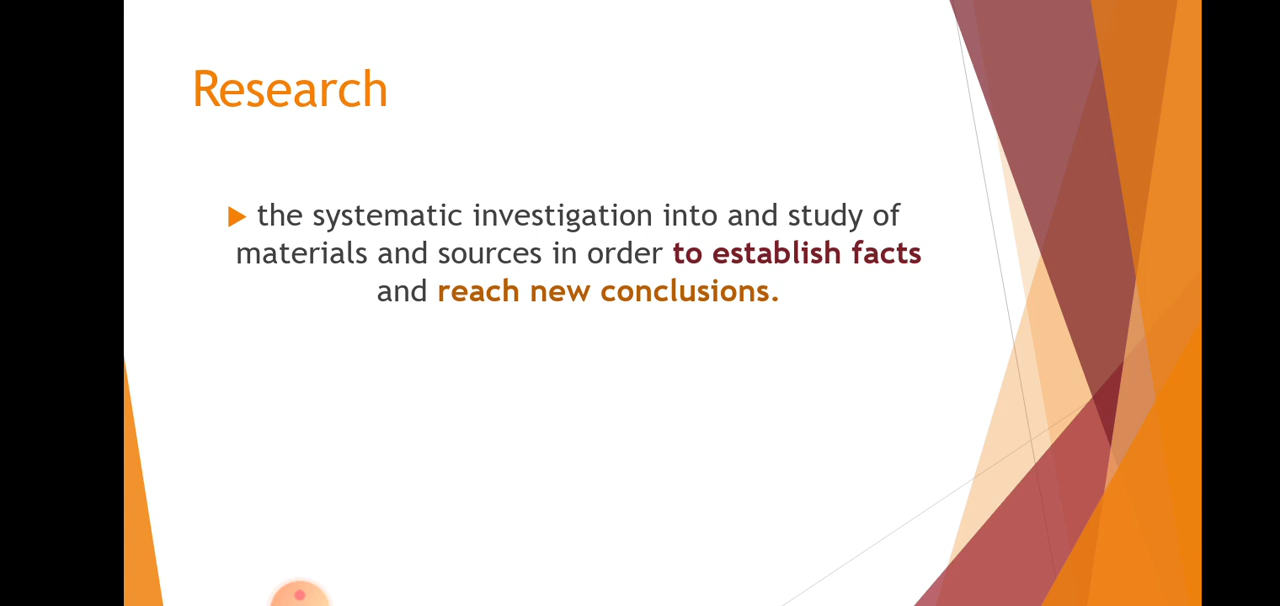 Research
the systematic investigation into and study of
materials and sources in order to establish facts
and reach new conclusions.